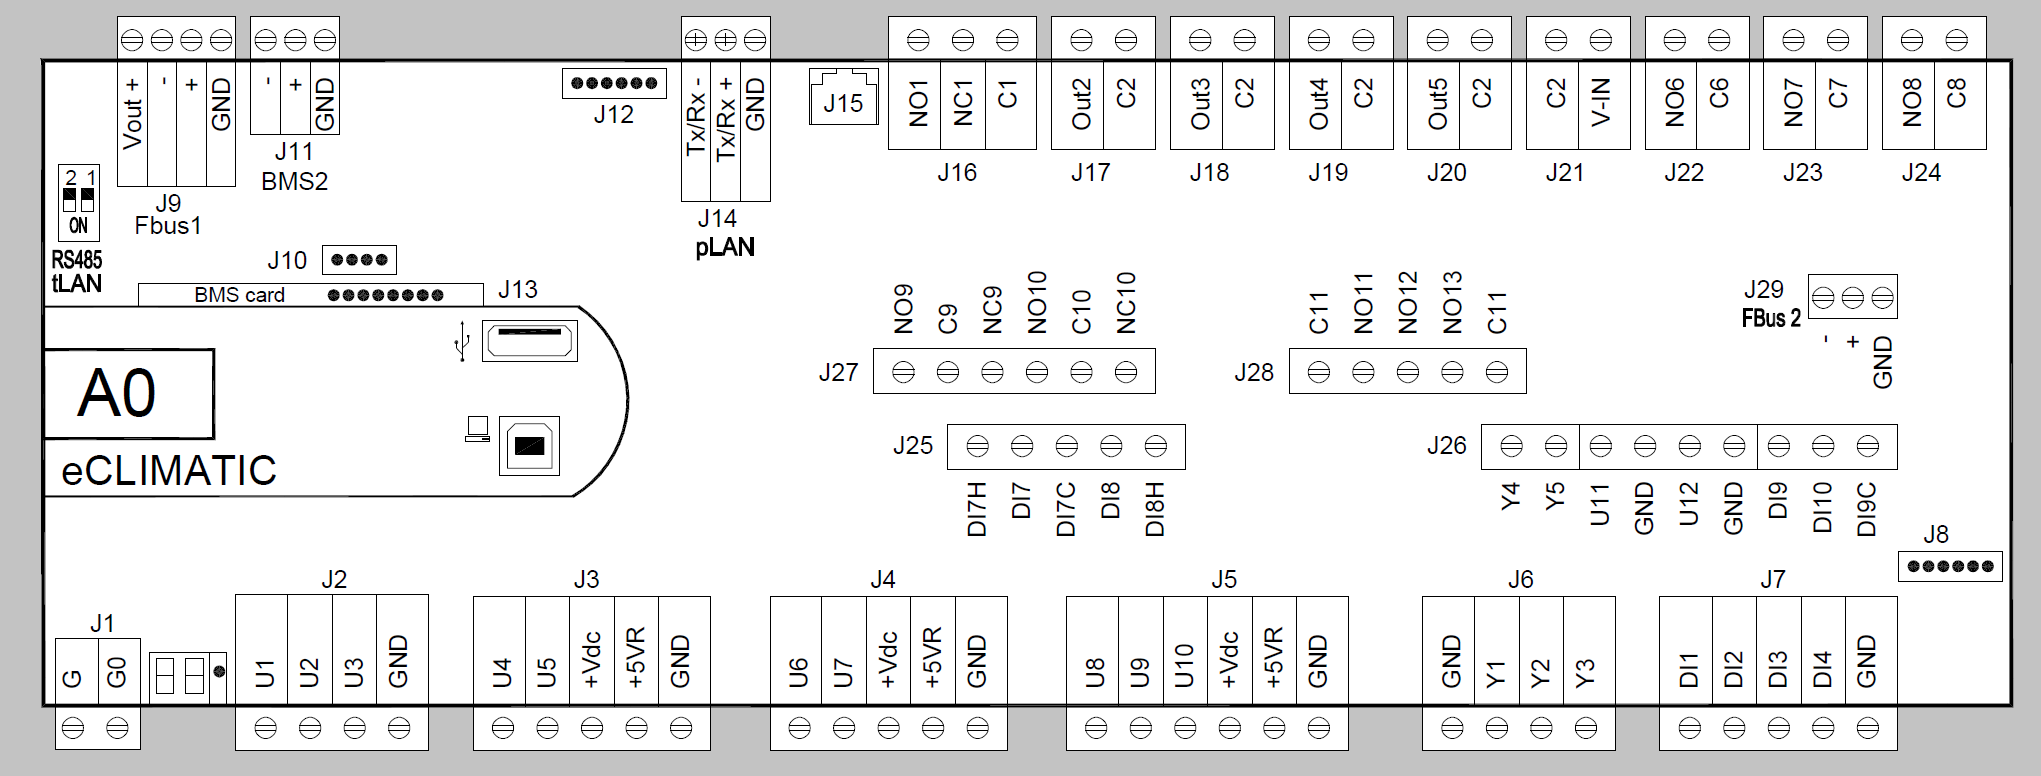 Vout + - + GND
J9
Fbus1
- + GND
J11
BMS2
2 1
ON
RS485
tLAN
J12
Tx/Rx - Tx/Rx + GND
J14
pLAN
J15
NO1 NC1 C1
J16
Out2 C2
J17
Out3 C2
J18
Out4 C2
J19
Out5 C2
J20
C2 V-IN
J21
NO6 C6
J22
NO7 C7
J23
NO8 C8
J24
J10
BMS card
J13
A0
eCLIMATIC
NO9 C9 NC9 NO10 C10 NC10
J27
C11 NO11 NO12 NO13 C11
J28
J29
FBus 2
- + GND
J25
DI7H DI7 DI7C DI8 DI8H
J26
Y4 Y5 U11 GND U12 GND DI9 DI10 DI9C
J8
J1
G G0
J2
U1 U2 U3 GND
J3
U4 U5 +Vdc +5VR GND
J4
U6 U7 +Vdc +5VR GND
J5
U8 U9 U10 +Vdc +5VR GND
J6
GND Y1 Y2 Y3
J7
DI1 DI2 DI3 DI4 GND